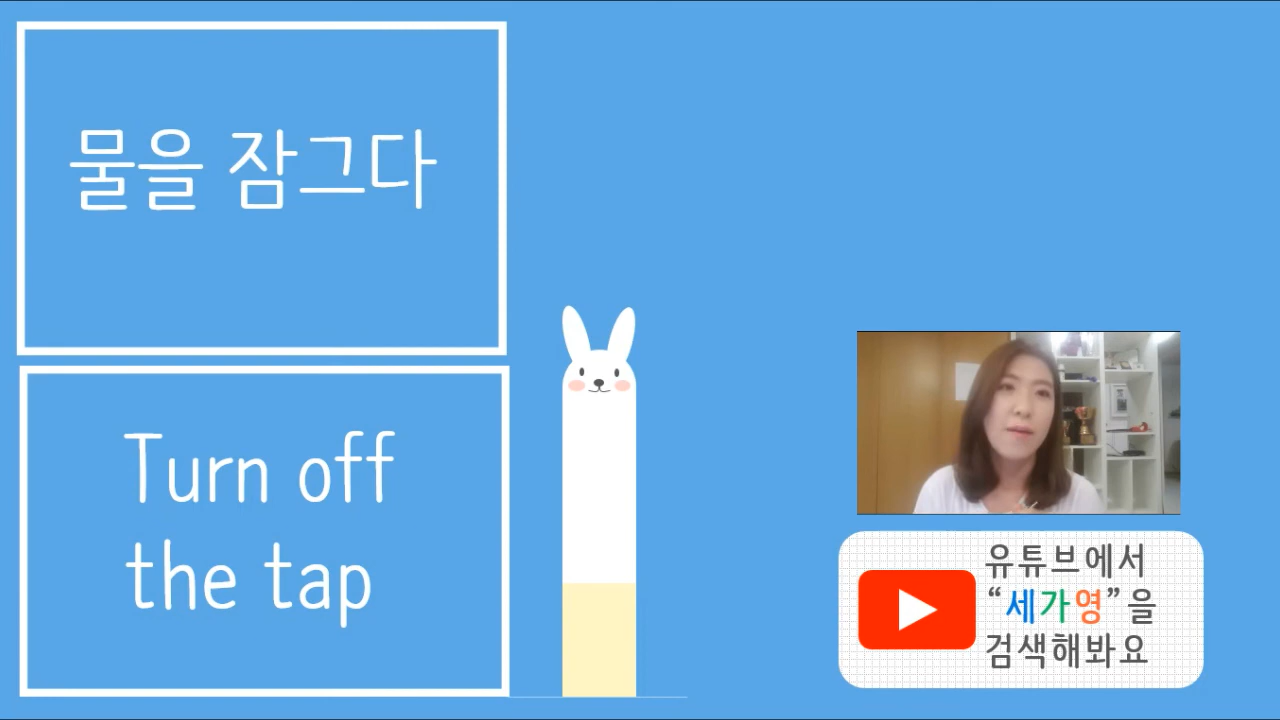 물을 잠그다
Turn off
the tap
유튜브에서
“세가영”을
검색해봐요